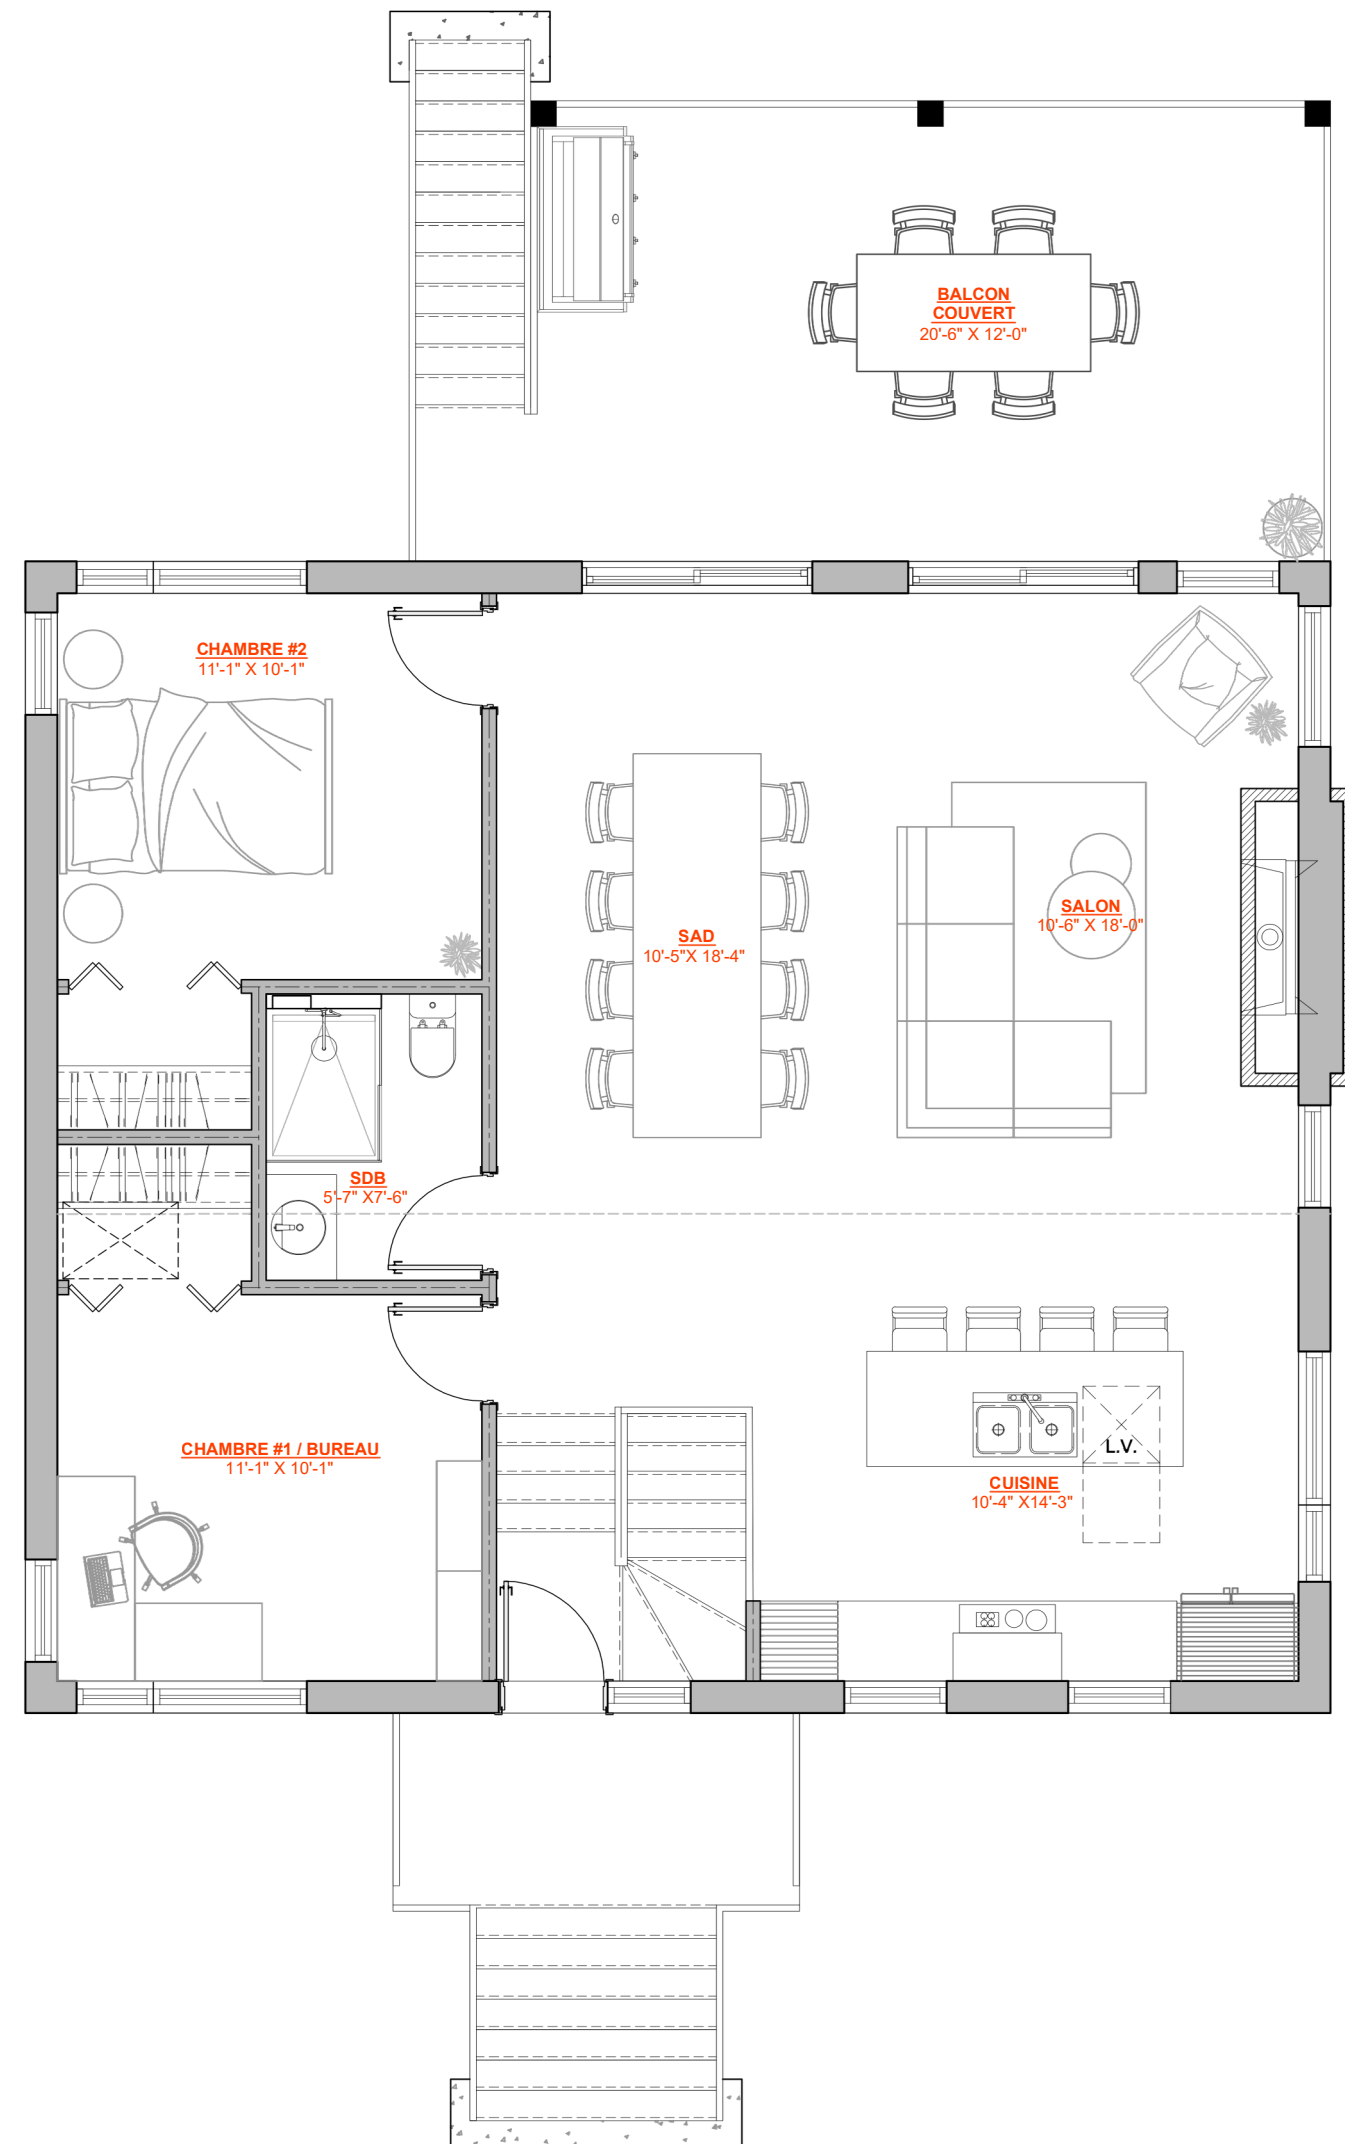 BALCON
COUVERT
20'-6" X 12'-0"
CHAMBRE #2
11'-1" X 10'-1"
SALON
10'-6" X 18'-0"
SAD
10'-5"X 18'-4"
SDB
5'-7" X7'-6"
L.V.
CHAMBRE #1 / BUREAU
11'-1" X 10'-1"
CUISINE
10'-4" X14'-3"